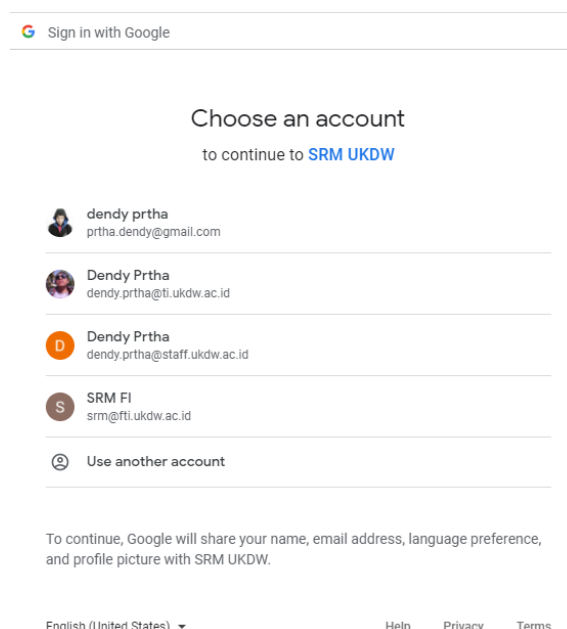 Sign in with Google
Choose an account
to continue to SRM UKDW
dendy prtha
prtha.dendy@gmail.com
Dendy Prtha
dendy.prtha@ti.ukdw.ac.id
D
Dendy Prtha
dendy.prtha@staff.ukdw.ac.id
S
SRM FI
srm@fti.ukdw.ac.id
Use another account
To continue, Google will share your name, email address, language preference,
and profile picture with SRM UKDW.
English (United States)
Help Privacy Terms